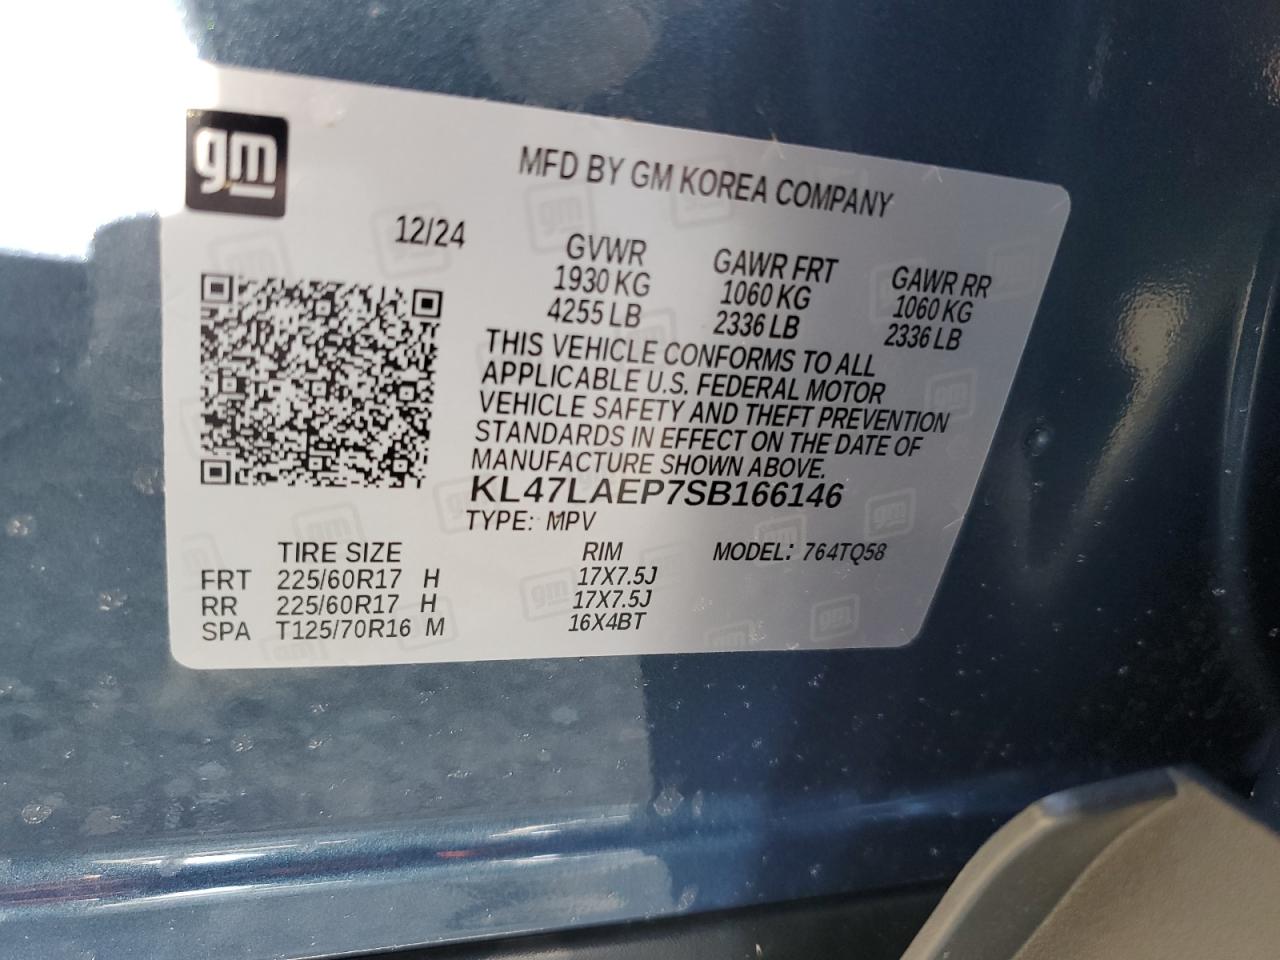 gm
MFD BY GM KOREA COMPANY
12/24
GVWR GAWR FRT GAWR RR
1930 KG 1060 KG 1060 KG
4255 LB 2336 LB 2336 LB
THIS VEHICLE CONFORMS TO ALL
APPLICABLE U.S. FEDERAL MOTOR
VEHICLE SAFETY AND THEFT PREVENTION
STANDARDS IN EFFECT ON THE DATE OF
MANUFACTURE SHOWN ABOVE.
KL47LAEP7SB166146
TYPE: MPV
TIRE SIZE RIM MODEL: 764TQ58
FRT 225/60R17 H 17X7.5J
RR 225/60R17 H 17X7.5J
SPA T125/70R16 M 16X4BT